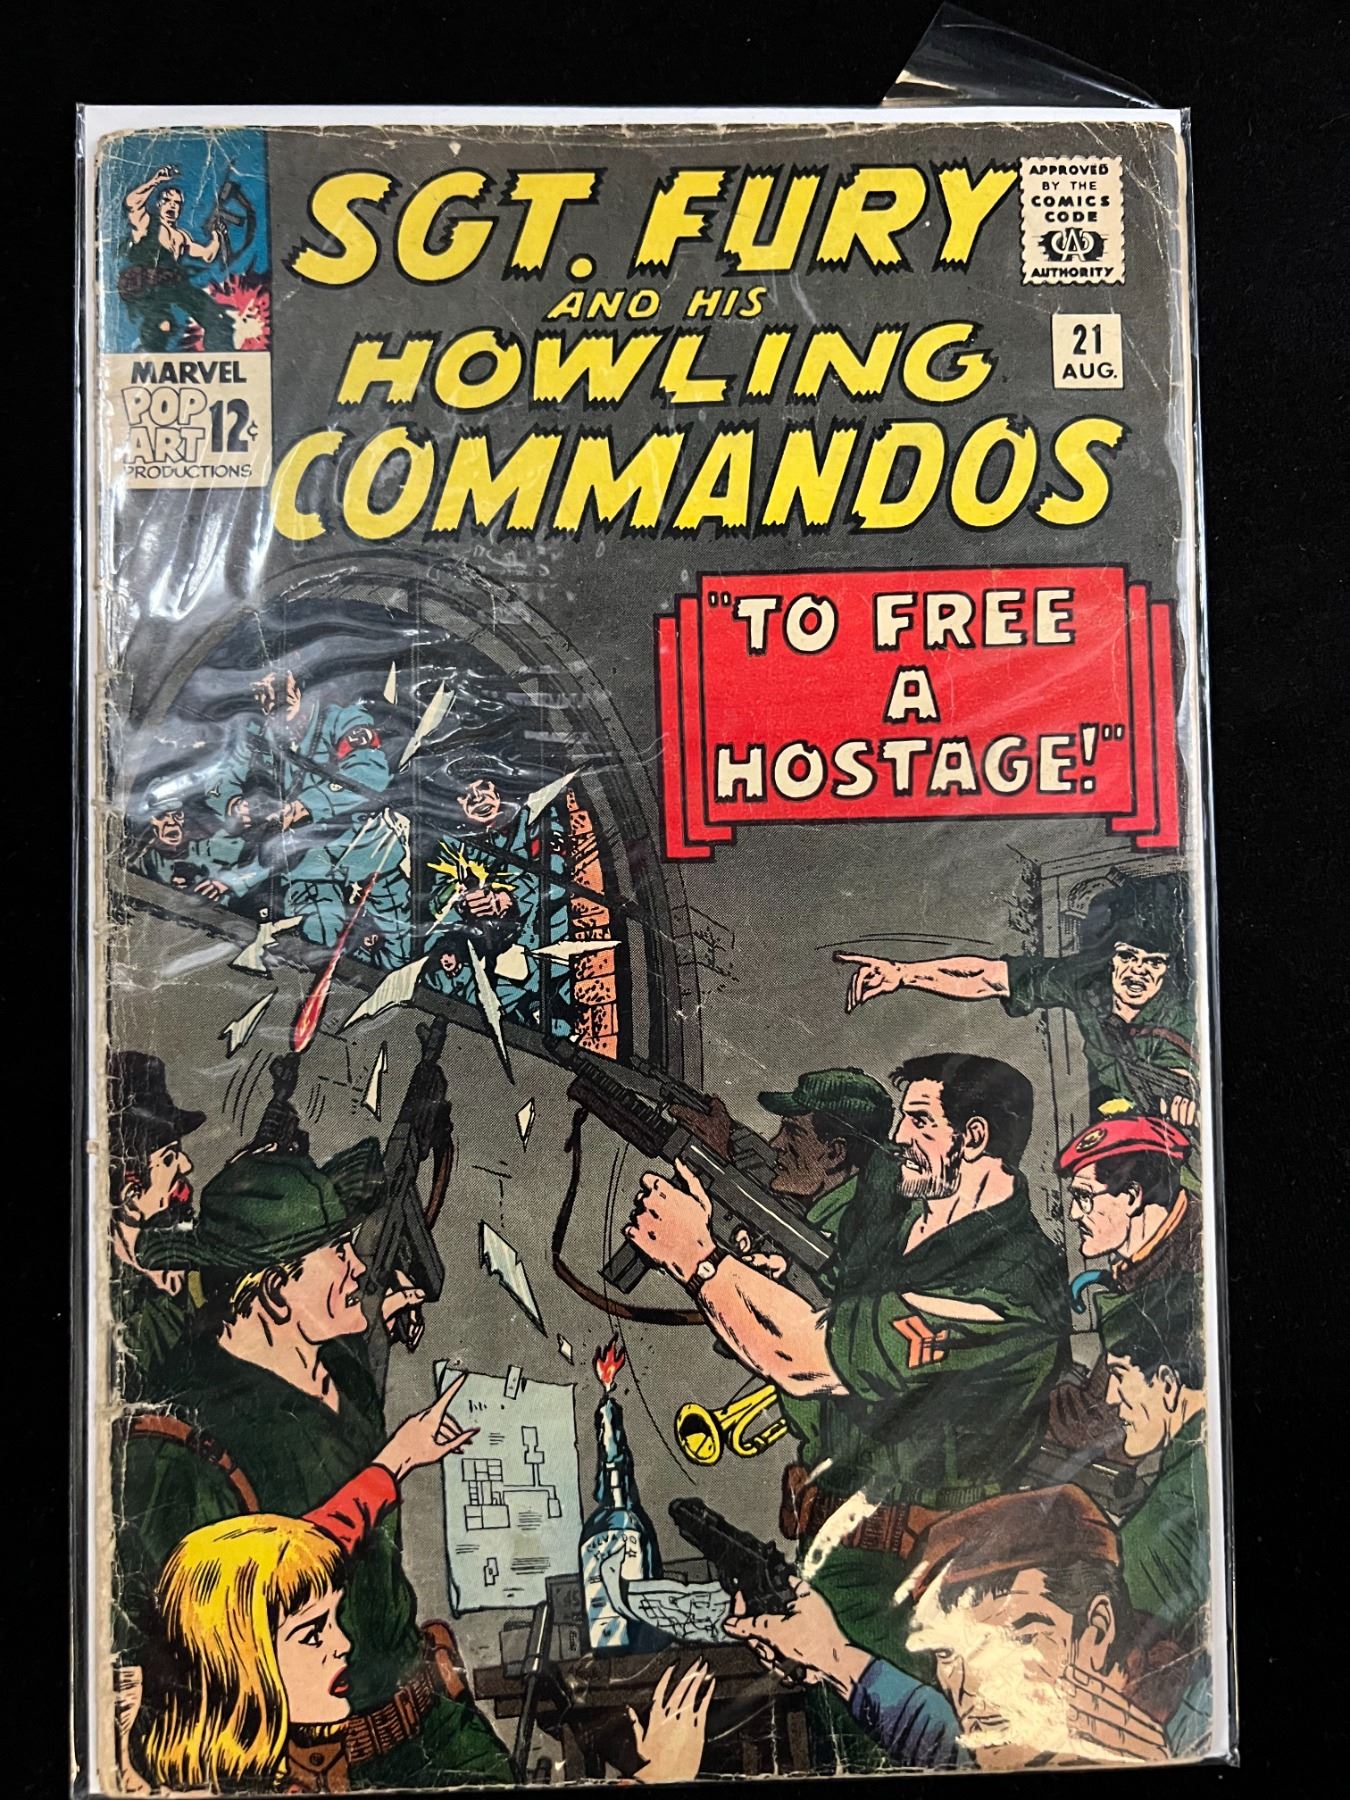 SGT. FURY
AND HIS
HOWLING
COMMANDOS
APPROVED
BY THE
COMICS
CODE
CA
AUTHORITY
21
AUG.
MARVEL
POP
ART 12¢
PRODUCTIONS
"TO FREE
A
HOSTAGE!"